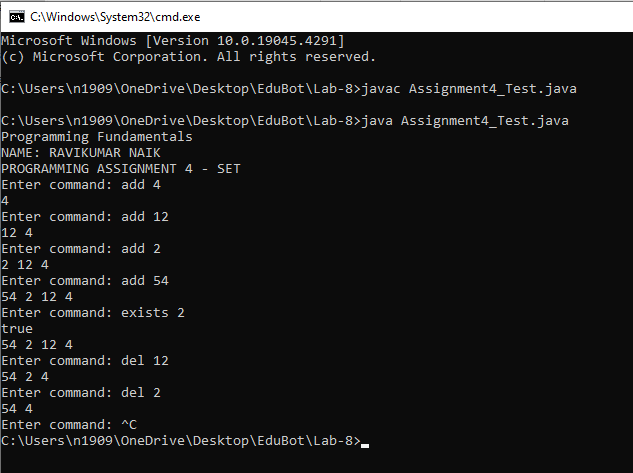 C:\Windows\System32\cmd.exe
Microsoft Windows [Version 10.0.19045.4291]
(c) Microsoft Corporation. All rights reserved.
C:\Users\n1909\OneDrive\Desktop\EduBot\Lab-8>javac Assignment4_Test.java
C:\Users\n1909\OneDrive\Desktop\EduBot\Lab-8>java Assignment4_Test.java
Programming Fundamentals
NAME: RAVIKUMAR NAIK
PROGRAMMING ASSIGNMENT 4 - SET
Enter command: add 4
4
Enter command: add 12
12 4
Enter command: add 2
2 12 4
Enter command: add 54
54 2 12 4
Enter command: exists 2
true
54 2 12 4
Enter command: del 12
54 2 4
Enter command: del 2
54 4
Enter command: ^C
C:\Users\n1909\OneDrive\Desktop\EduBot\Lab-8>